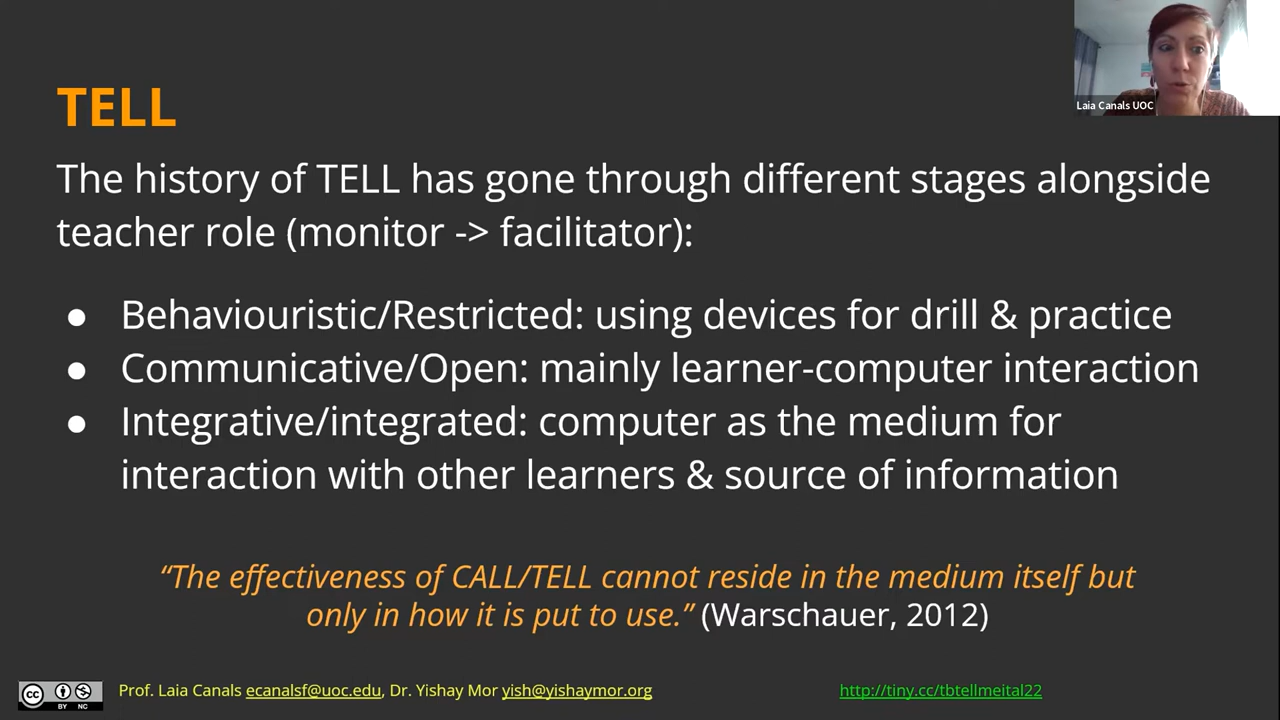 Laia Canals UOC
TELL
The history of TELL has gone through different stages alongside
teacher role (monitor -> facilitator):
● Behaviouristic/Restricted: using devices for drill & practice
● Communicative/Open: mainly learner-computer interaction
● Integrative/integrated: computer as the medium for
interaction with other learners & source of information
“The effectiveness of CALL/TELL cannot reside in the medium itself but
only in how it is put to use.” (Warschauer, 2012)
cc BY NC
Prof. Laia Canals ecanalsf@uoc.edu, Dr. Yishay Mor yish@yishaymor.org
http://tiny.cc/tbtellmeital22